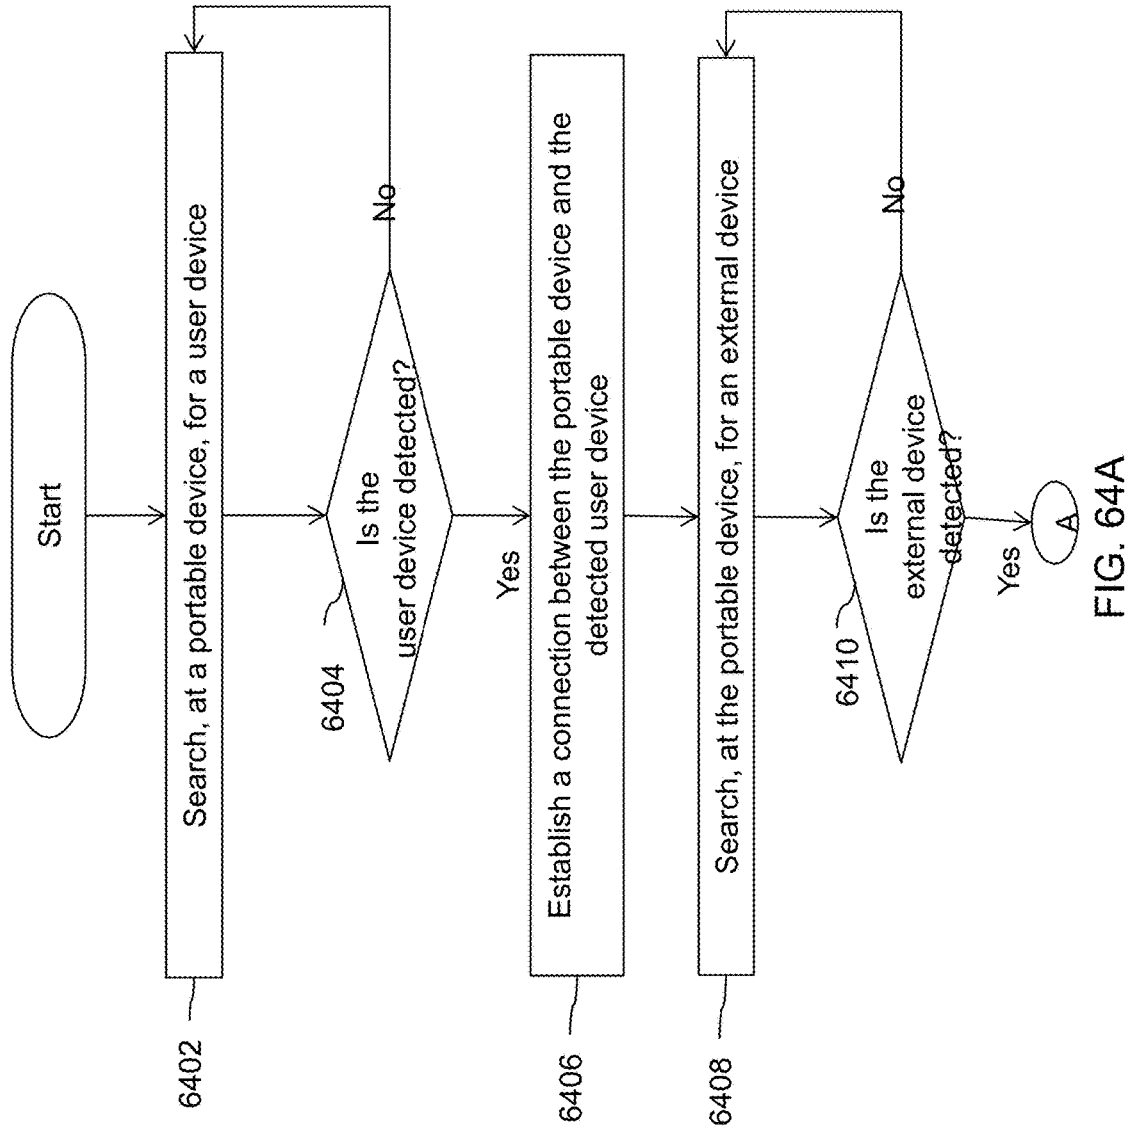 Start
6402
Search, at a portable device, for a user device
6404
Is the
user device detected?
No
Yes
6406
Establish a connection between the portable device and the
detected user device
6408
Search, at the portable device, for an external device
6410
Is the
external device
detected?
No
Yes
A
FIG. 64A